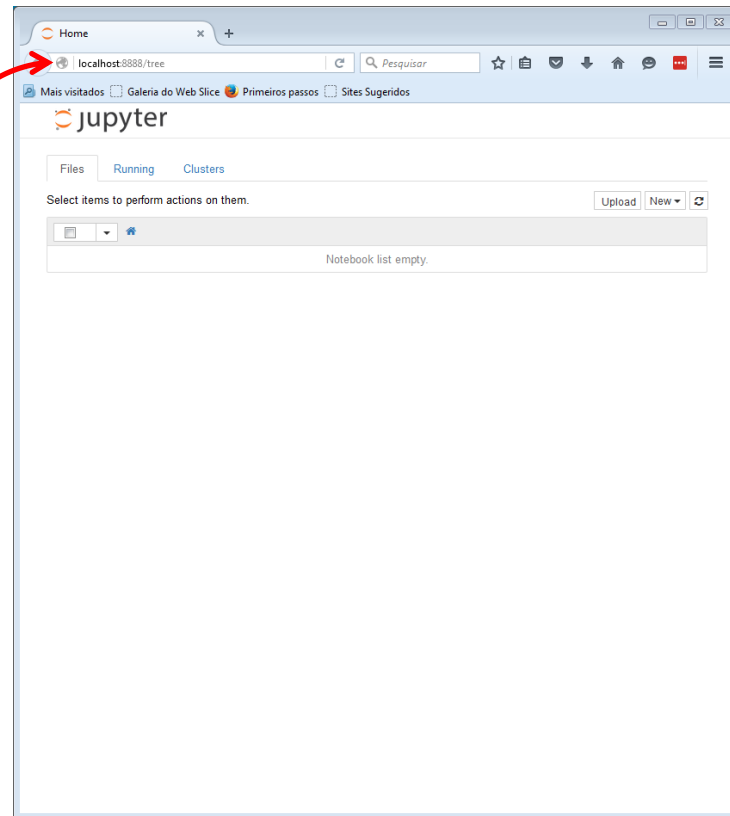 Home
localhost:8888/tree
Pesquisar
Mais visitados Galeria do Web Slice Primeiros passos Sites Sugeridos
jupyter
Files Running Clusters
Select items to perform actions on them.
Upload New
Notebook list empty.